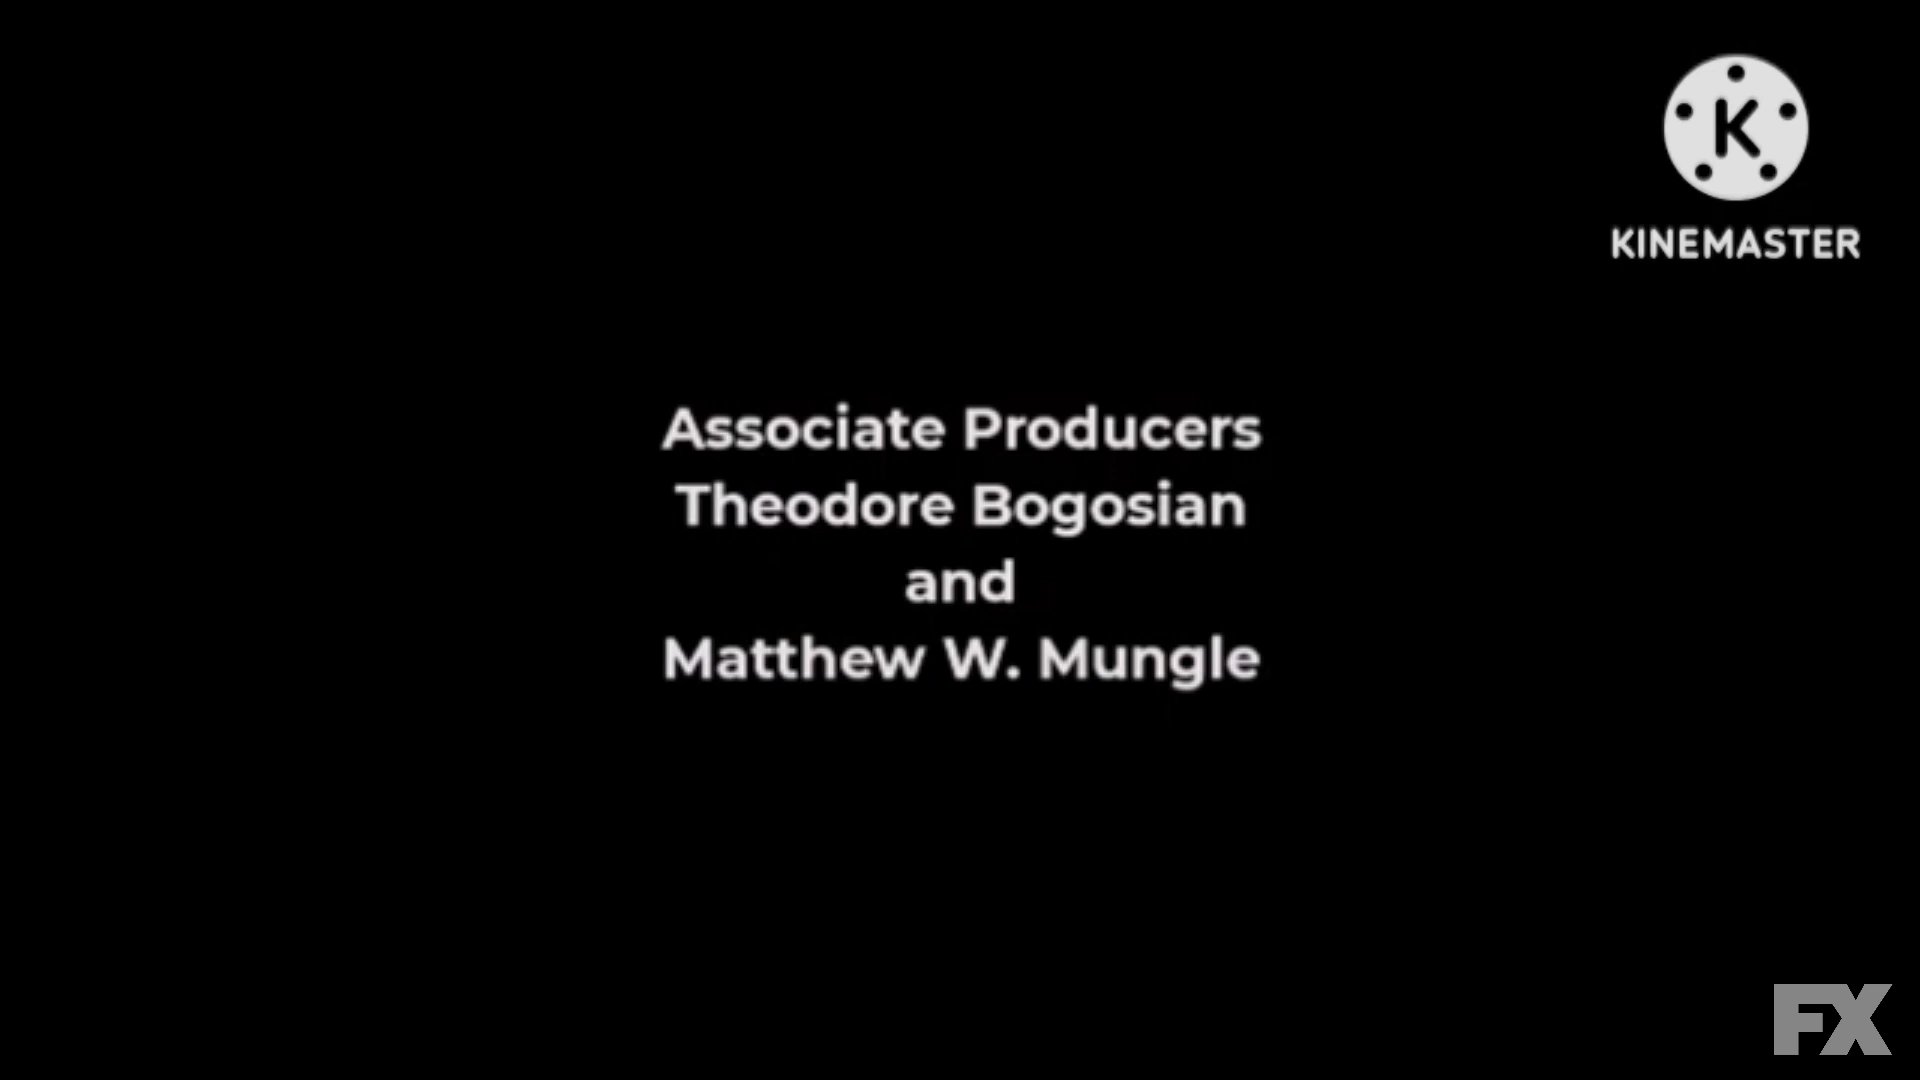 K
KINEMASTER
Associate Producers
Theodore Bogosian
and
Matthew W. Mungle
FX